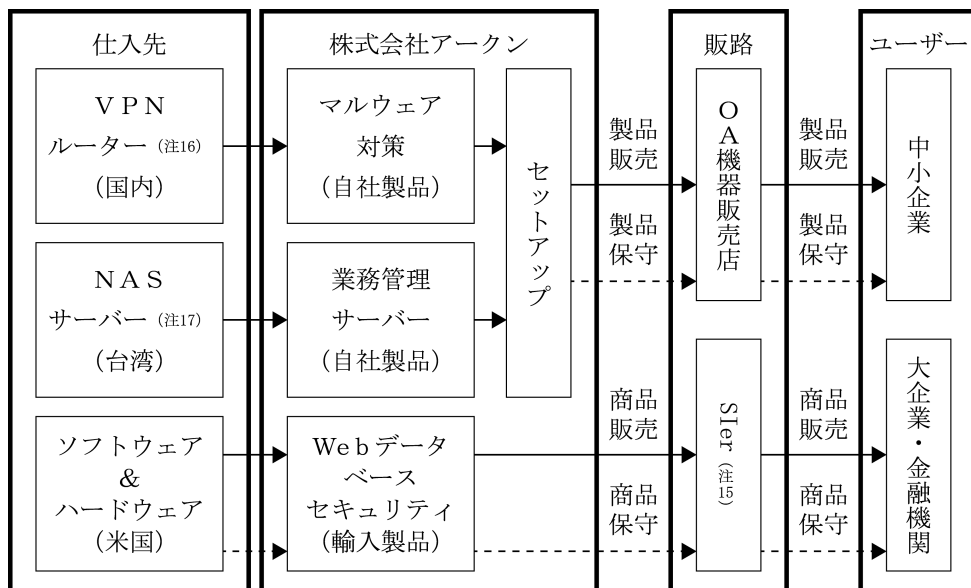 仕入先
VPN
ルーター（注16）
（国内）
NAS
サーバー（注17）
（台湾）
ソフトウェア
&
ハードウェア
（米国）
株式会社アークン
マルウェア
対策
（自社製品）
業務管理
サーバー
（自社製品）
Webデータ
ベース
セキュリティ
（輸入製品）
セットアップ
製品
販売
製品
保守
商品
販売
商品
保守
販路
OA機器販売店
SIer（注15）
製品
販売
製品
保守
商品
販売
商品
保守
ユーザー
中小企業
大企業・金融機関